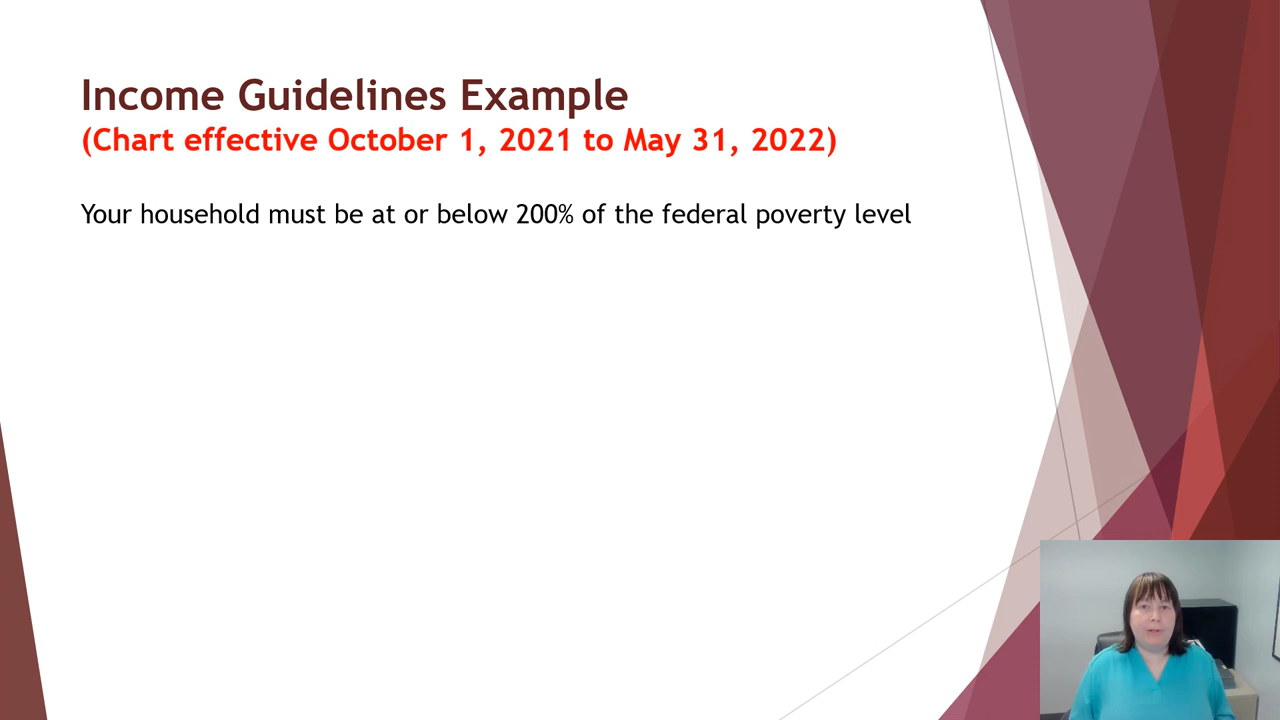 Income Guidelines Example
(Chart effective October 1, 2021 to May 31, 2022)
Your household must be at or below 200% of the federal poverty level